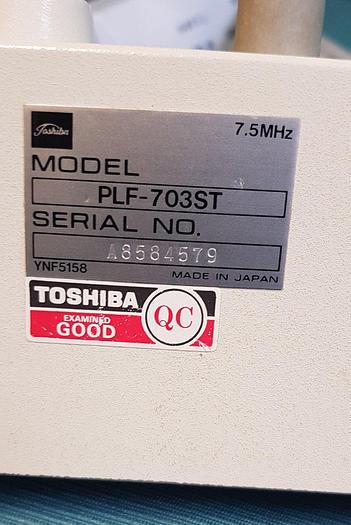 Toshiba
7.5MHz
MODEL
PLF-703ST
SERIAL NO.
A8584579
YNF5158
MADE IN JAPAN
TOSHIBA
EXAMINED
GOOD
QC